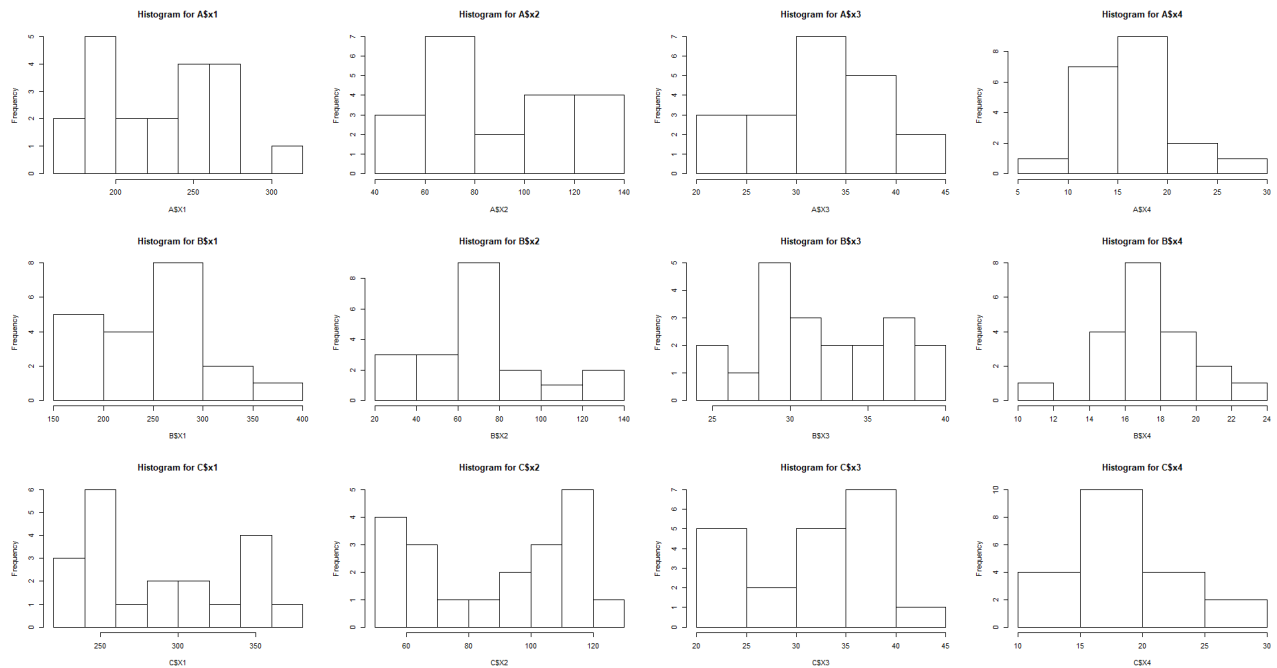 Histogram for A$x1
Frequency
0 1 2 3 4 5
200 250 300
A$X1
Histogram for A$x2
Frequency
0 1 2 3 4 5 6 7
40 60 80 100 120 140
A$X2
Histogram for A$x3
Frequency
0 1 2 3 4 5 6 7
20 25 30 35 40 45
A$X3
Histogram for A$x4
Frequency
0 2 4 6 8
5 10 15 20 25 30
A$X4
Histogram for B$x1
Frequency
0 2 4 6 8
150 200 250 300 350 400
B$X1
Histogram for B$x2
Frequency
0 2 4 6 8
20 40 60 80 100 120 140
B$X2
Histogram for B$x3
Frequency
0 1 2 3 4 5
25 30 35 40
B$X3
Histogram for B$x4
Frequency
0 2 4 6 8
10 12 14 16 18 20 22 24
B$X4
Histogram for C$x1
Frequency
0 1 2 3 4 5 6
250 300 350
C$X1
Histogram for C$x2
Frequency
0 1 2 3 4 5
60 80 100 120
C$X2
Histogram for C$x3
Frequency
0 1 2 3 4 5 6 7
20 25 30 35 40 45
C$X3
Histogram for C$x4
Frequency
0 2 4 6 8 10
10 15 20 25 30
C$X4